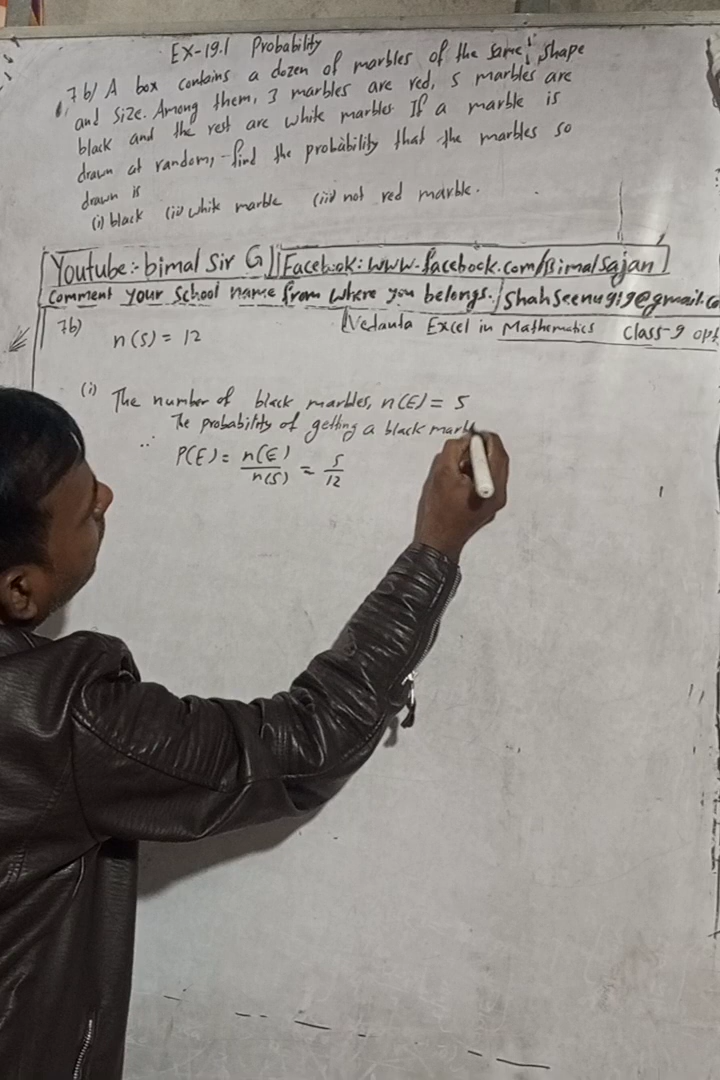 EX-19.1 Probability
7b) A box contains a dozen of marbles of the same shape
and size. Among them, 3 marbles are red, 5 marbles are
black and the rest are white marbles. If a marble is
drawn at random, find the probability that the marbles so
drawn is
(i) black (ii) white marble (iii) not red marble.
Youtube:- bimal Sir G Facebook: www.facebook.com/Bimalsajan
Comment your School name from where you belongs.
Vedanta Excel in Mathematics Class-9 opt
7b)
n(S) = 12
(i) The number of black marbles, n(E) = 5
∴ The probability of getting a black marb
P(E) = n(E)/n(S) = 5/12